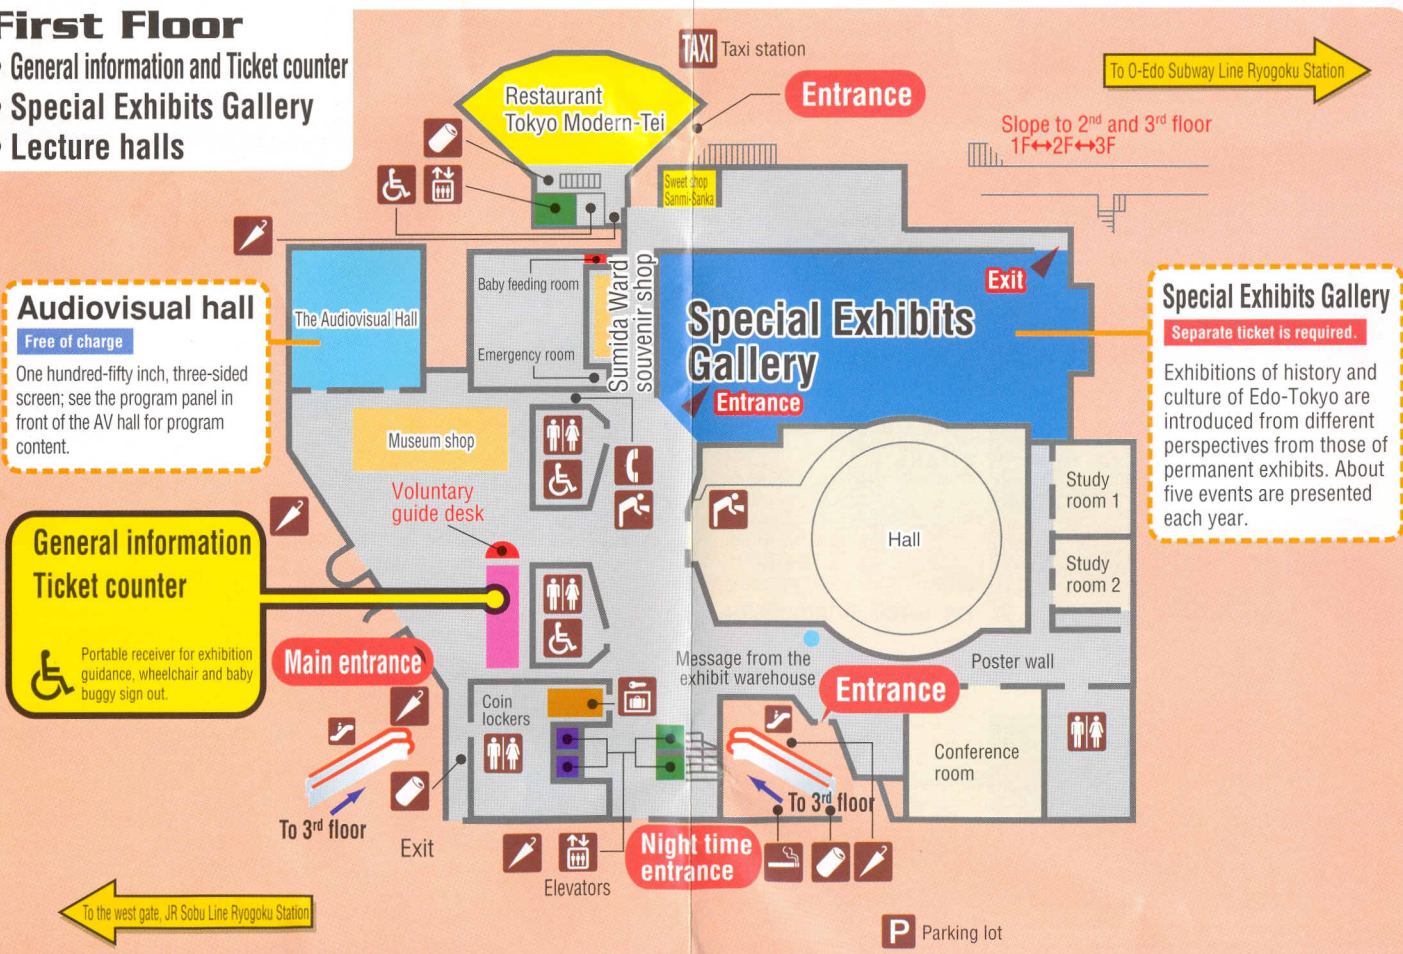 First Floor
• General information and Ticket counter
• Special Exhibits Gallery
• Lecture halls
TAXI Taxi station
Entrance
To O-Edo Subway Line Ryogoku Station
Slope to 2nd and 3rd floor
1F↔2F↔3F
Restaurant
Tokyo Modern-Tei
Sweet shop
Sanmi-Sanka
Audiovisual hall
Free of charge
One hundred-fifty inch, three-sided
screen; see the program panel in
front of the AV hall for program
content.
The Audiovisual Hall
Baby feeding room
Emergency room
Sumida Ward
souvenir shop
Special Exhibits
Gallery
Exit
Entrance
Special Exhibits Gallery
Separate ticket is required.
Exhibitions of history and
culture of Edo-Tokyo are
introduced from different
perspectives from those of
permanent exhibits. About
five events are presented
each year.
Museum shop
Voluntary
guide desk
General information
Ticket counter
Portable receiver for exhibition
guidance, wheelchair and baby
buggy sign out.
Main entrance
Hall
Study
room 1
Study
room 2
Message from the
exhibit warehouse
Poster wall
Entrance
Coin
lockers
Conference
room
To 3rd floor
To 3rd floor
Exit
Elevators
Night time
entrance
To the west gate, JR Sobu Line Ryogoku Station
P Parking lot